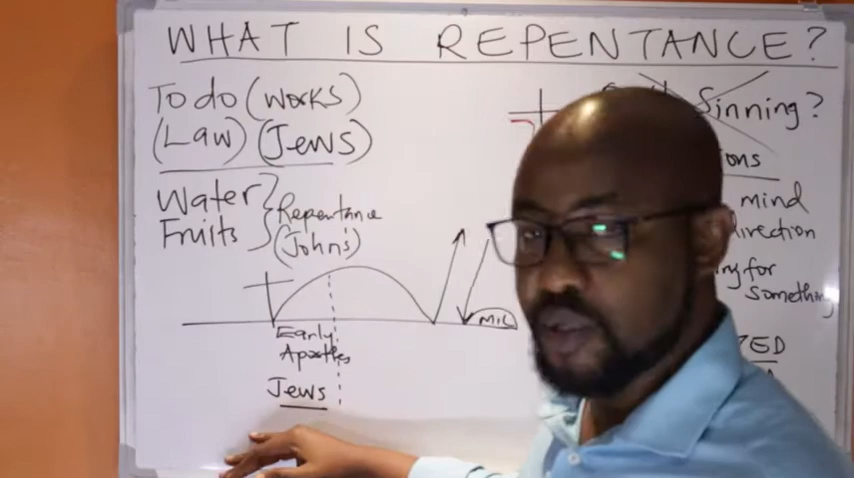 WHAT IS REPENTANCE?
To do (works)
(Law) (Jews)
Water
Fruits
Repentance
(John's)
Early
Apostles
Jews
MIL
Sinning?
mind
for
something